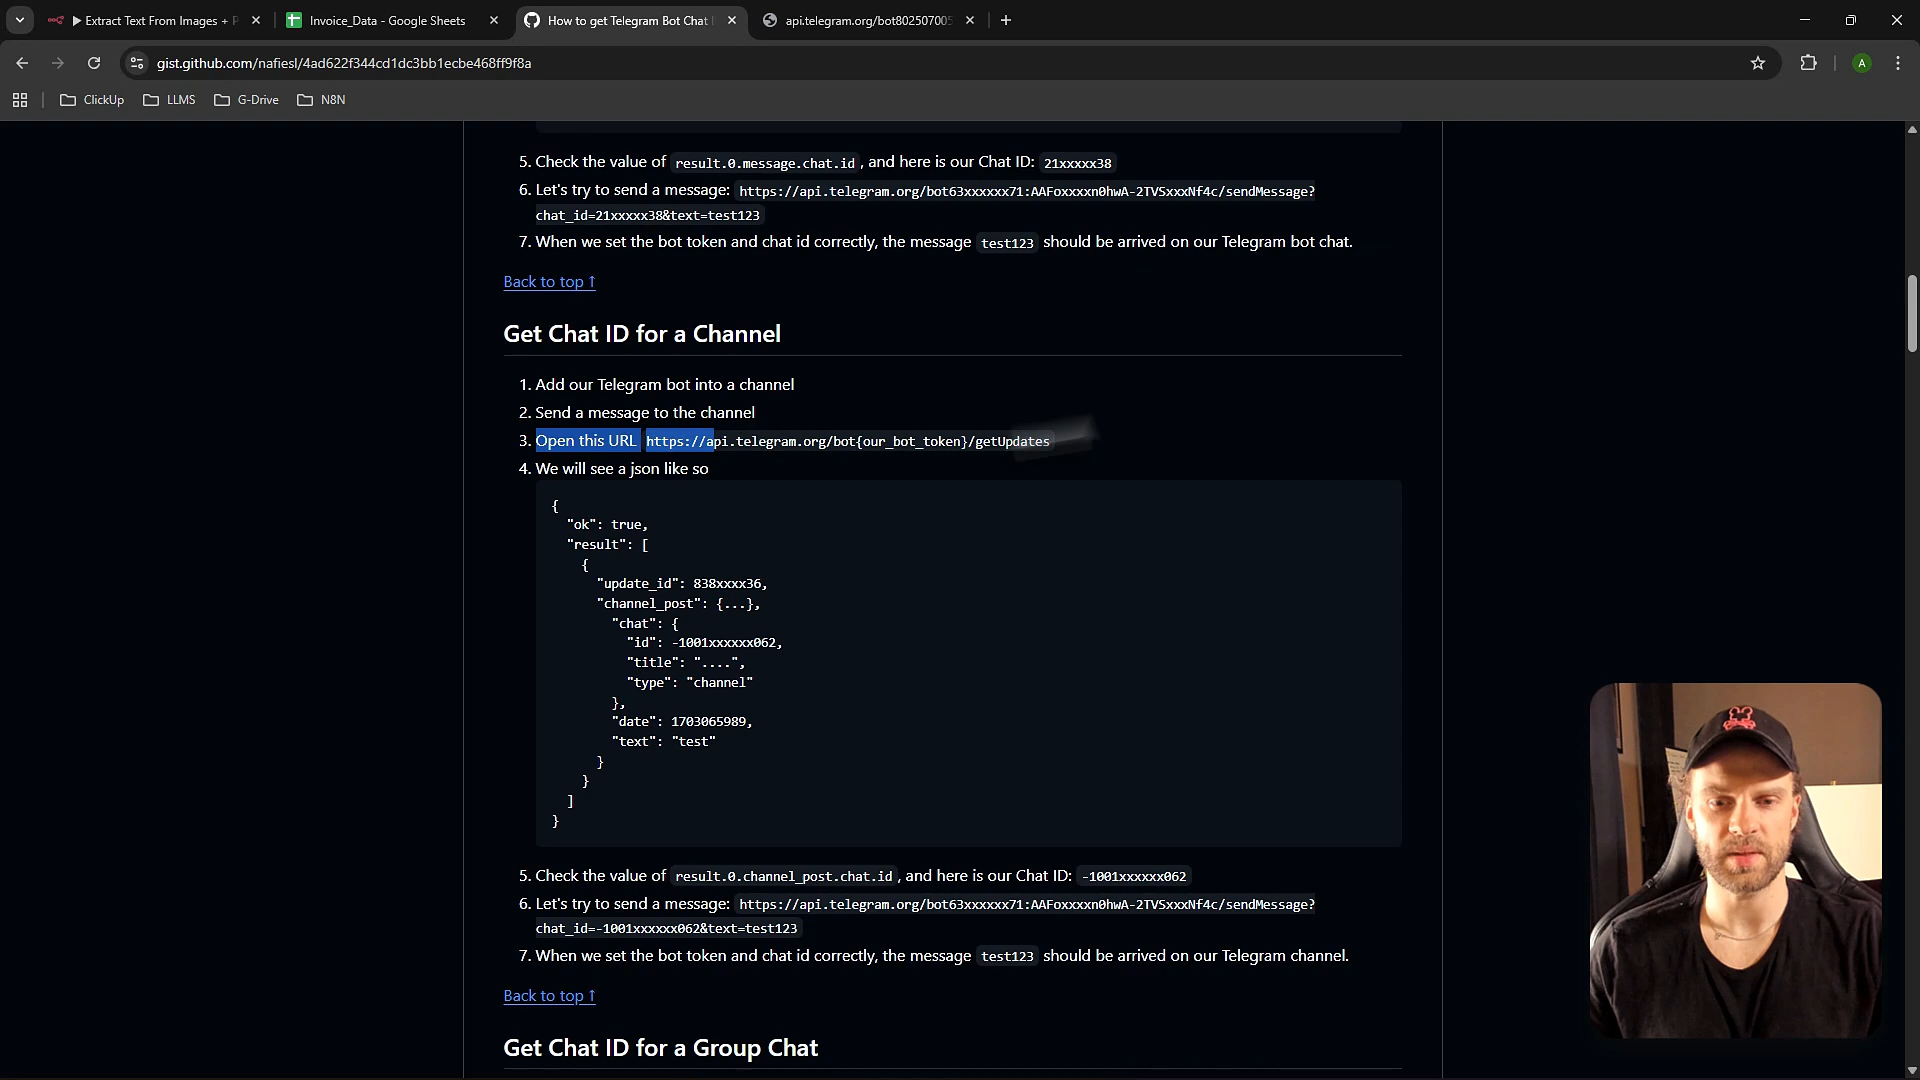 ▶ Extract Text From Images + P
Invoice_Data - Google Sheets
How to get Telegram Bot Chat
api.telegram.org/bot802507005
gist.github.com/nafiesl/4ad622f344cd1dc3bb1ecbe468ff9f8a
A
ClickUp
LLMS
G-Drive
N8N
5. Check the value of result.0.message.chat.id, and here is our Chat ID: 21xxxxx38
6. Let's try to send a message: https://api.telegram.org/bot63xxxxxx71:AAFoxxxxn0hwA-2TVSxxxNf4c/sendMessage?
chat_id=21xxxxx38&text=test123
7. When we set the bot token and chat id correctly, the message test123 should be arrived on our Telegram bot chat.
Back to top ↑
Get Chat ID for a Channel
1. Add our Telegram bot into a channel
2. Send a message to the channel
3. Open this URL https://api.telegram.org/bot{our_bot_token}/getUpdates
4. We will see a json like so
{
"ok": true,
"result": [
{
"update_id": 838xxxx36,
"channel_post": {...},
"chat": {
"id": -1001xxxxxx062,
"title": "....",
"type": "channel"
},
"date": 1703065989,
"text": "test"
}
}
]
}
5. Check the value of result.0.channel_post.chat.id, and here is our Chat ID: -1001xxxxxx062
6. Let's try to send a message: https://api.telegram.org/bot63xxxxxx71:AAFoxxxxn0hwA-2TVSxxxNf4c/sendMessage?
chat_id=-1001xxxxxx062&text=test123
7. When we set the bot token and chat id correctly, the message test123 should be arrived on our Telegram channel.
Back to top ↑
Get Chat ID for a Group Chat